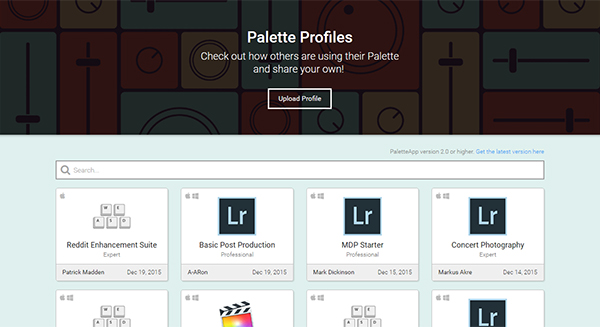 Palette Profiles
Check out how others are using their Palette
and share your own!
Upload Profile
PaletteApp version 2.0 or higher. Get the latest version here
Search...
W E
A S D
Reddit Enhancement Suite
Expert
Patrick Madden Dec 19, 2015
Lr
Basic Post Production
Professional
A-ARon Dec 19, 2015
Lr
MDP Starter
Professional
Mark Dickinson Dec 15, 2015
Lr
Concert Photography
Expert
Markus Akre Dec 14, 2015
W E
A S D
Lr